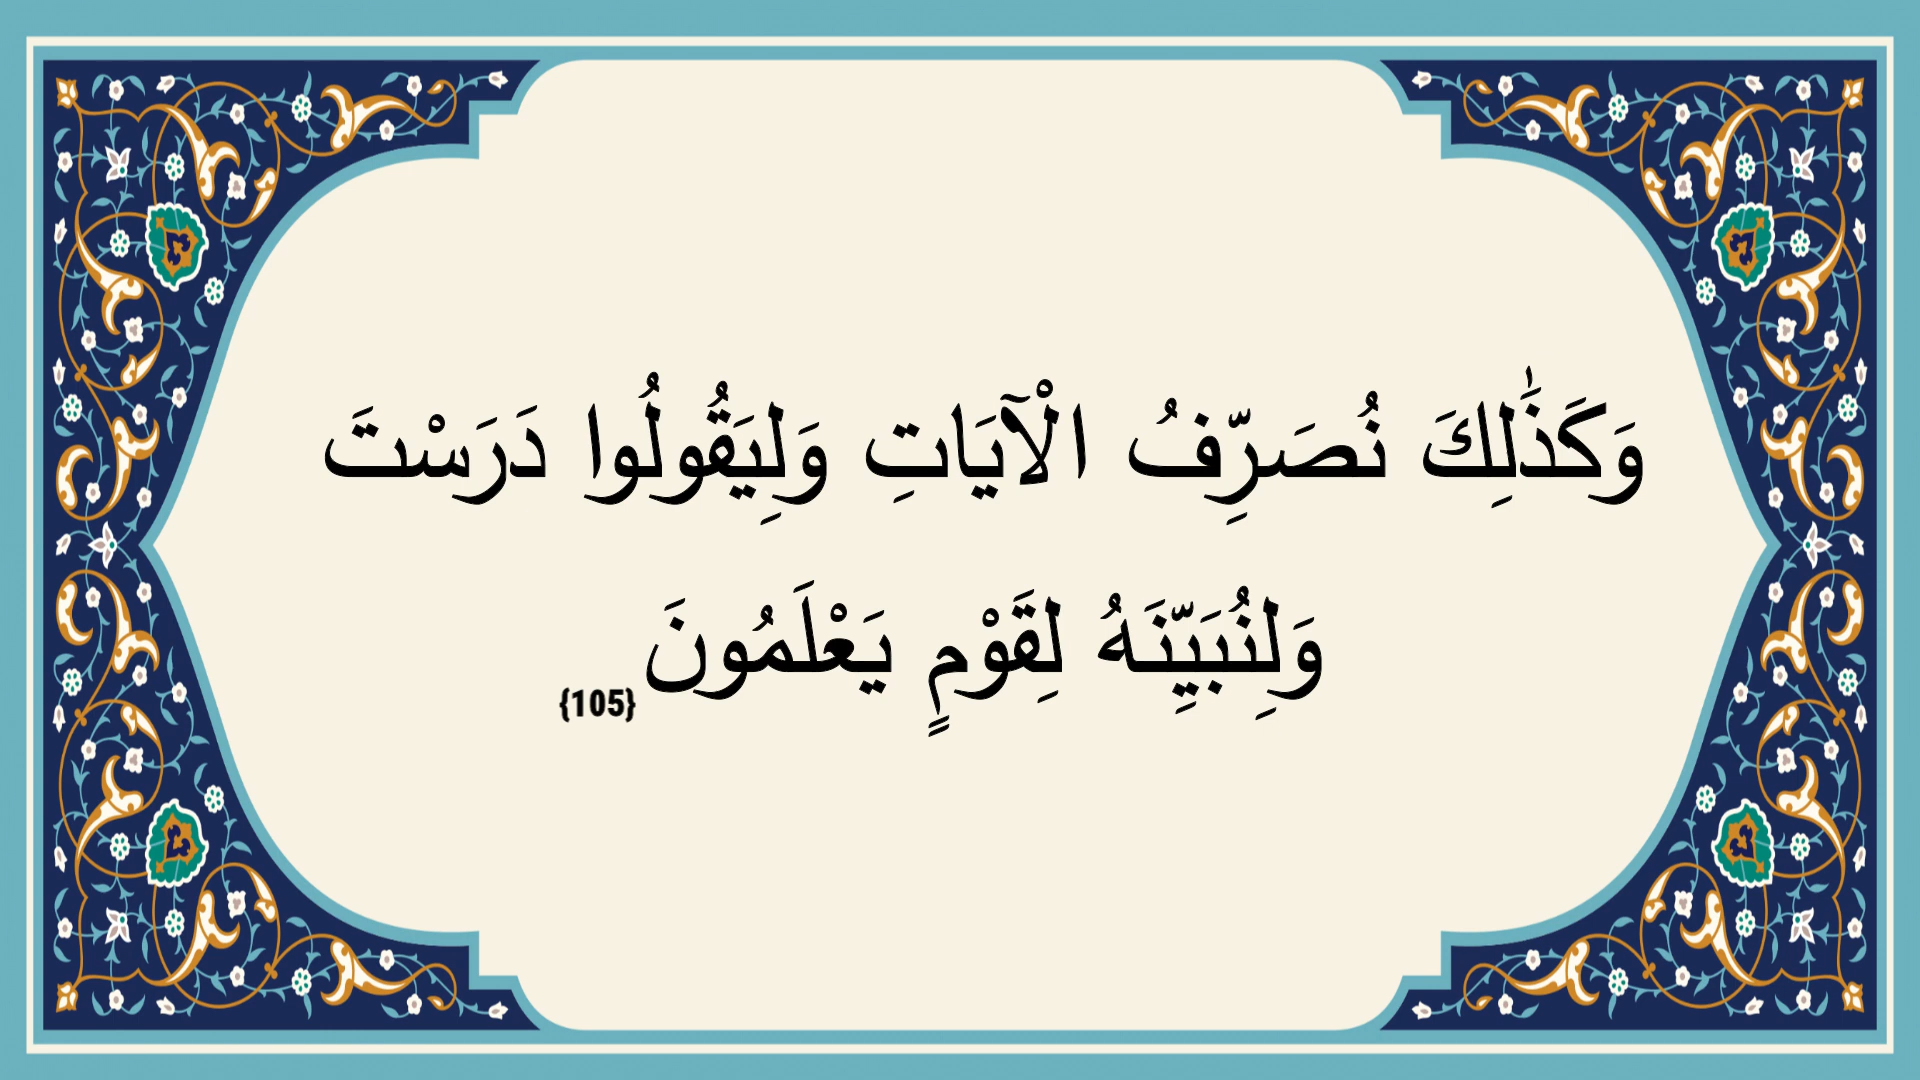 وَكَذَٰلِكَ نُصَرِّفُ الْآيَاتِ وَلِيَقُولُوا دَرَسْتَ
وَلِنُبَيِّنَهُ لِقَوْمٍ يَعْلَمُونَ {105}